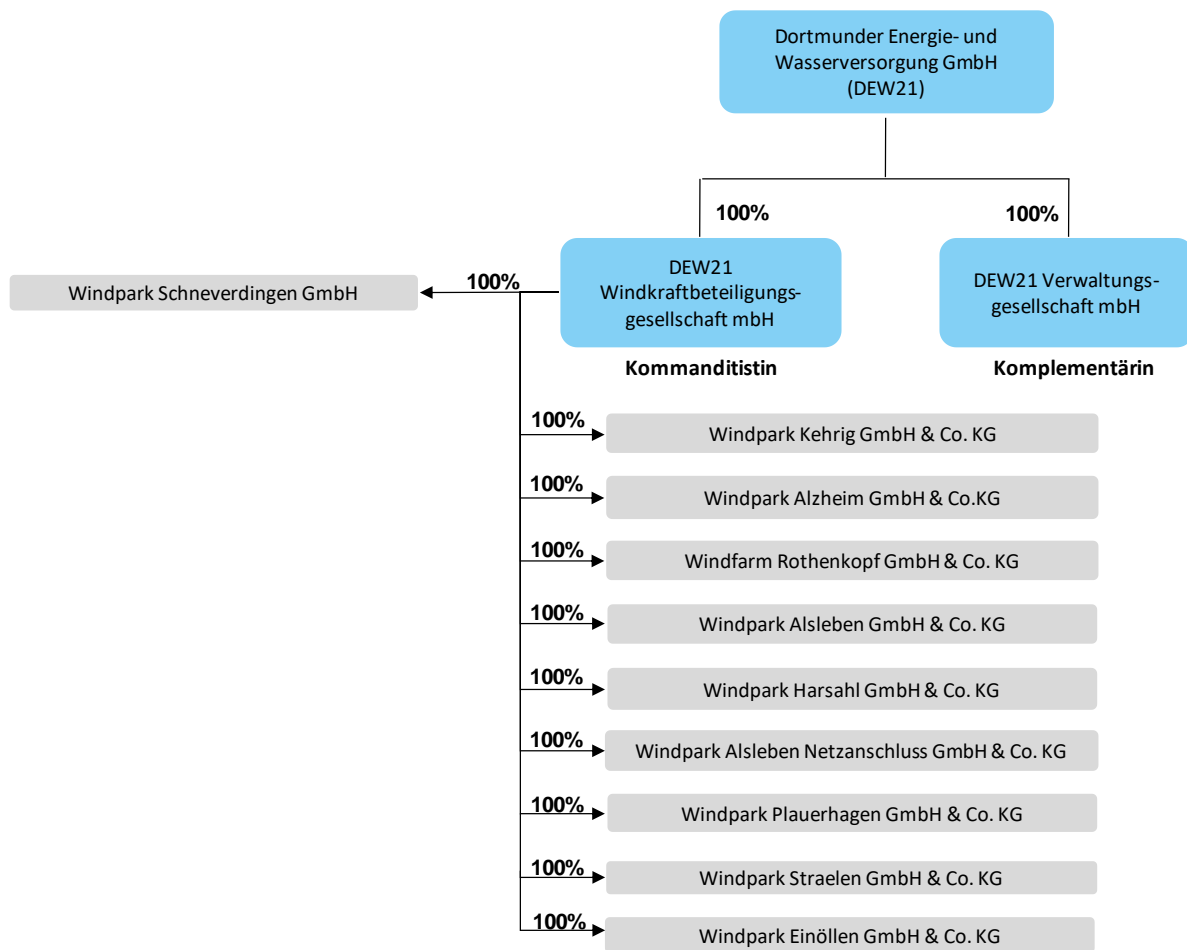 Dortmunder Energie- und
Wasserversorgung GmbH
(DEW21)
100%
100%
DEW21
Windkraftbeteiligungs-
gesellschaft mbH
DEW21 Verwaltungs-
gesellschaft mbH
100%
Windpark Schneverdingen GmbH
Kommanditistin
Komplementärin
100%
Windpark Kehrig GmbH & Co. KG
100%
Windpark Alzheim GmbH & Co.KG
100%
Windfarm Rothenkopf GmbH & Co. KG
100%
Windpark Alsleben GmbH & Co. KG
100%
Windpark Harsahl GmbH & Co. KG
100%
Windpark Alsleben Netzanschluss GmbH & Co. KG
100%
Windpark Plauerhagen GmbH & Co. KG
100%
Windpark Straelen GmbH & Co. KG
100%
Windpark Einöllen GmbH & Co. KG